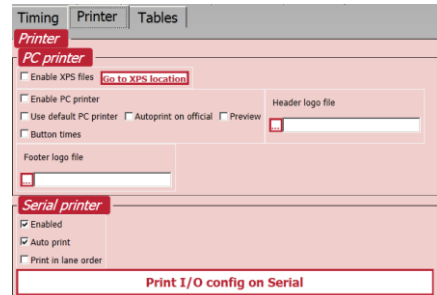 Timing Printer Tables
Printer
PC printer
Enable XPS files Go to XPS location
Enable PC printer
Use default PC printer Autoprint on official Preview
Button times
Header logo file
...
Footer logo file
...
Serial printer
Enabled
Auto print
Print in lane order
Print I/O config on Serial